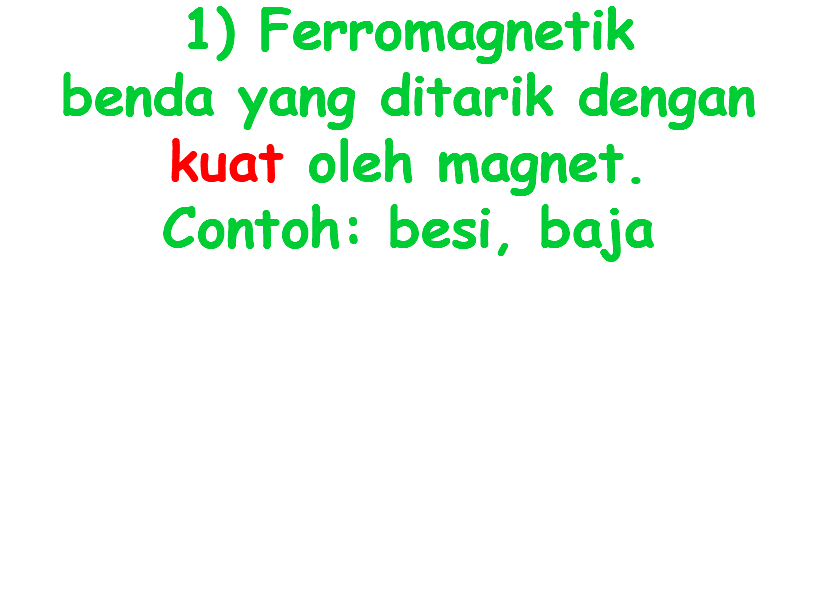 1) Ferromagnetik
benda yang ditarik dengan
kuat oleh magnet.
Contoh: besi, baja